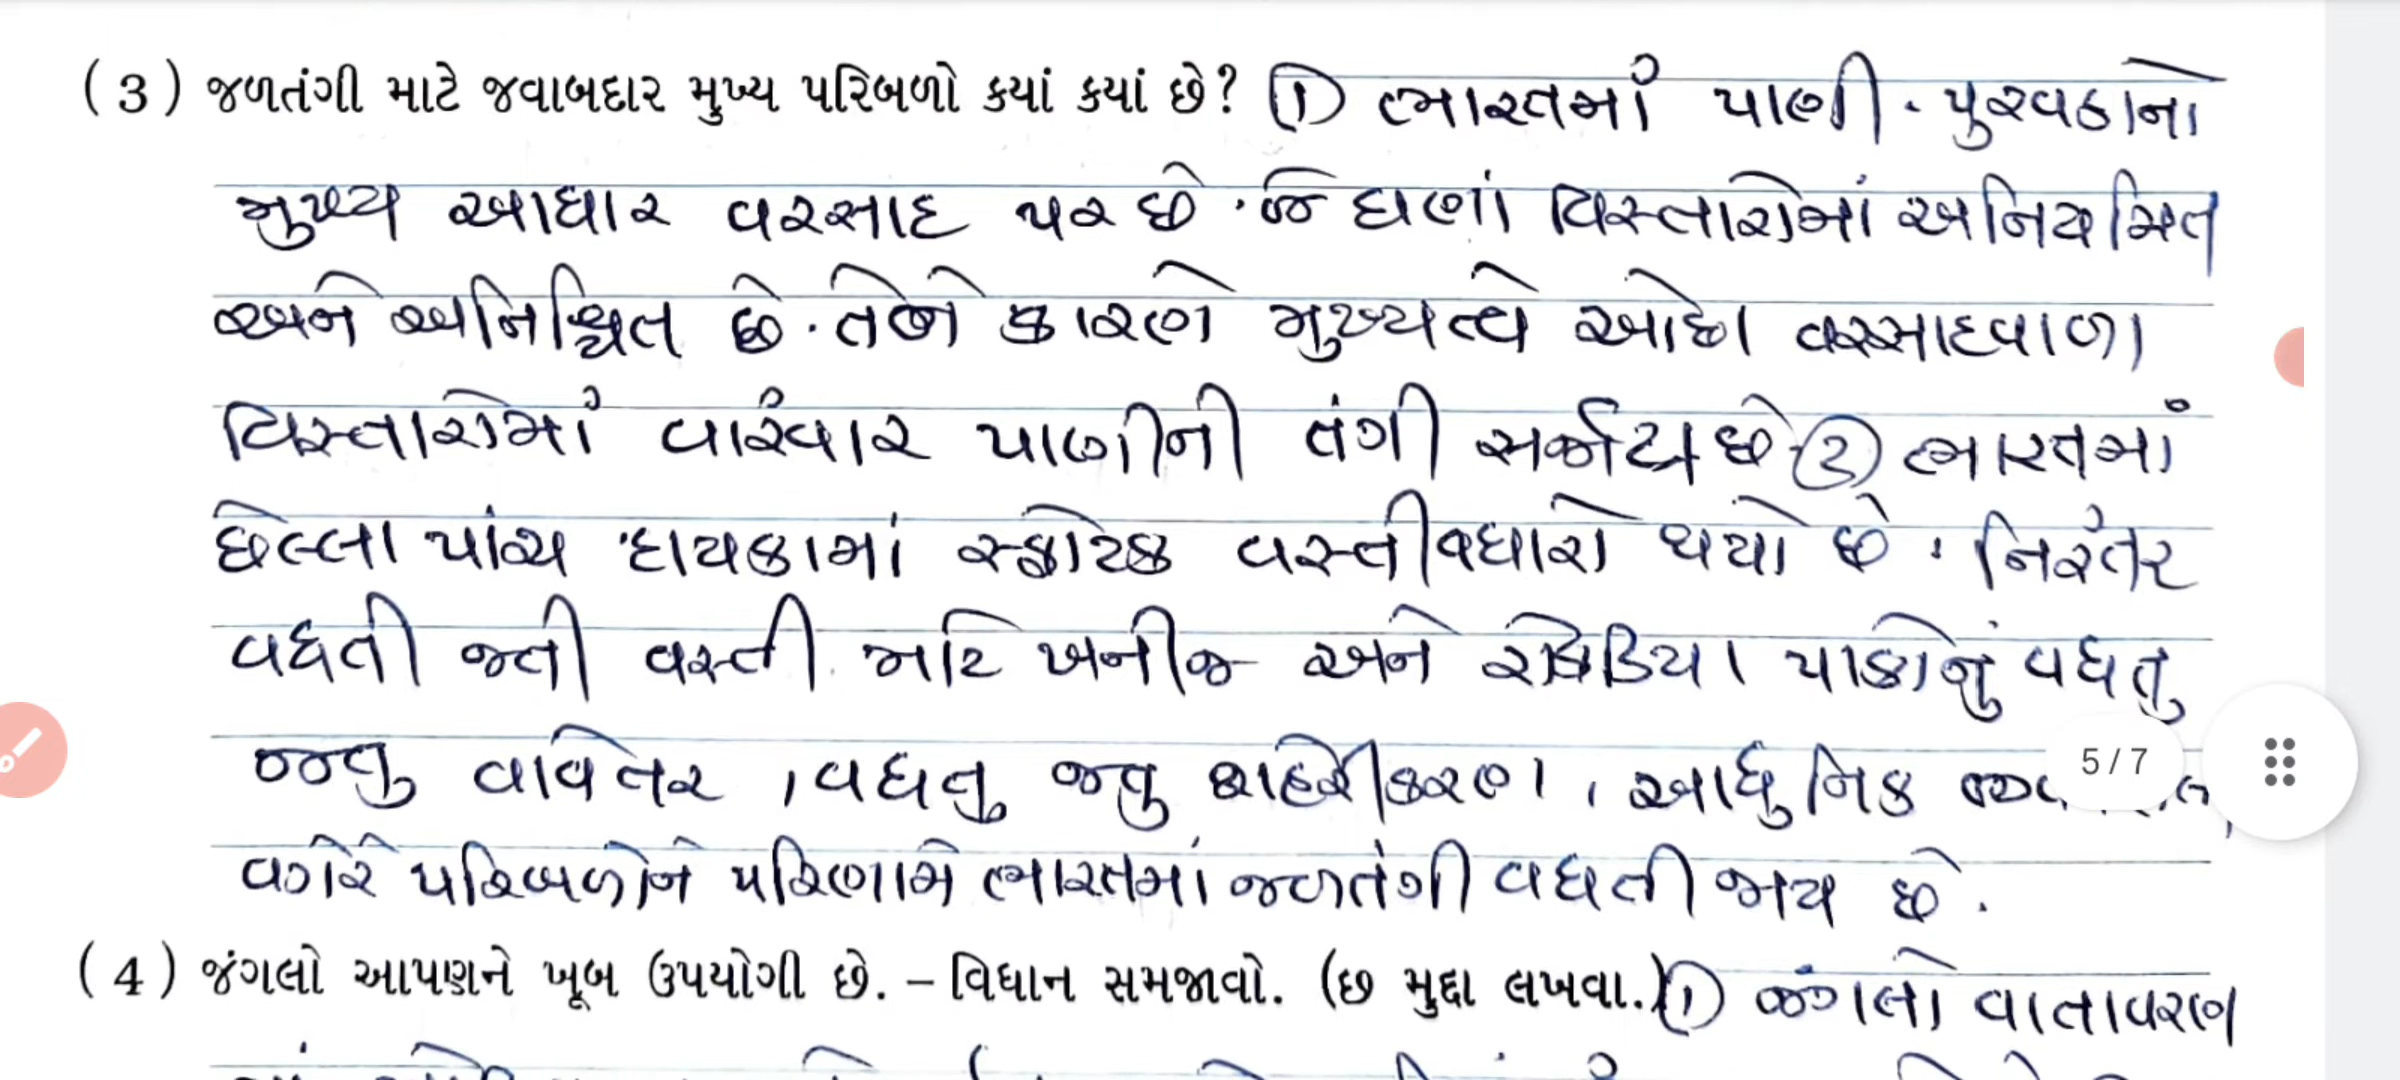 (3) જળતંગી માટે જવાબદાર મુખ્ય પરિબળો કયાં કયાં છે? ① ભારતમાં પાણી. પુરવઠાનો
મુખ્ય આધાર વરસાદ પર છે. જે ઘણાં વિસ્તારોમાં અનિયમિત
અને અનિશ્ચિત છે. તેને કારણે મુખ્યત્વે ઓછા વરસાદવાળા
વિસ્તારોમાં વારંવાર પાણીની તંગી સર્જાય છે ② ભારતમાં
છેલ્લા પાંચ દાયકામાં સ્ફોટક વસ્તીવધારો થયો છે. નિરંતર
વધતી જતી વસ્તી માટે ખનીજ અને રોકડિયા પાકોનું વધતુ
જતુ વાવેતર, વધતુ જતુ શહેરીકરણ, આધુનિક
5/7
વગેરે પરિબળોને પરિણામે ભારતમાં જળતંગી વધતી જાય છે.
(4) જંગલો આપણને ખૂબ ઉપયોગી છે. – વિધાન સમજાવો. (છ મુદ્દા લખવા.) ① જંગલો વાતાવરણ